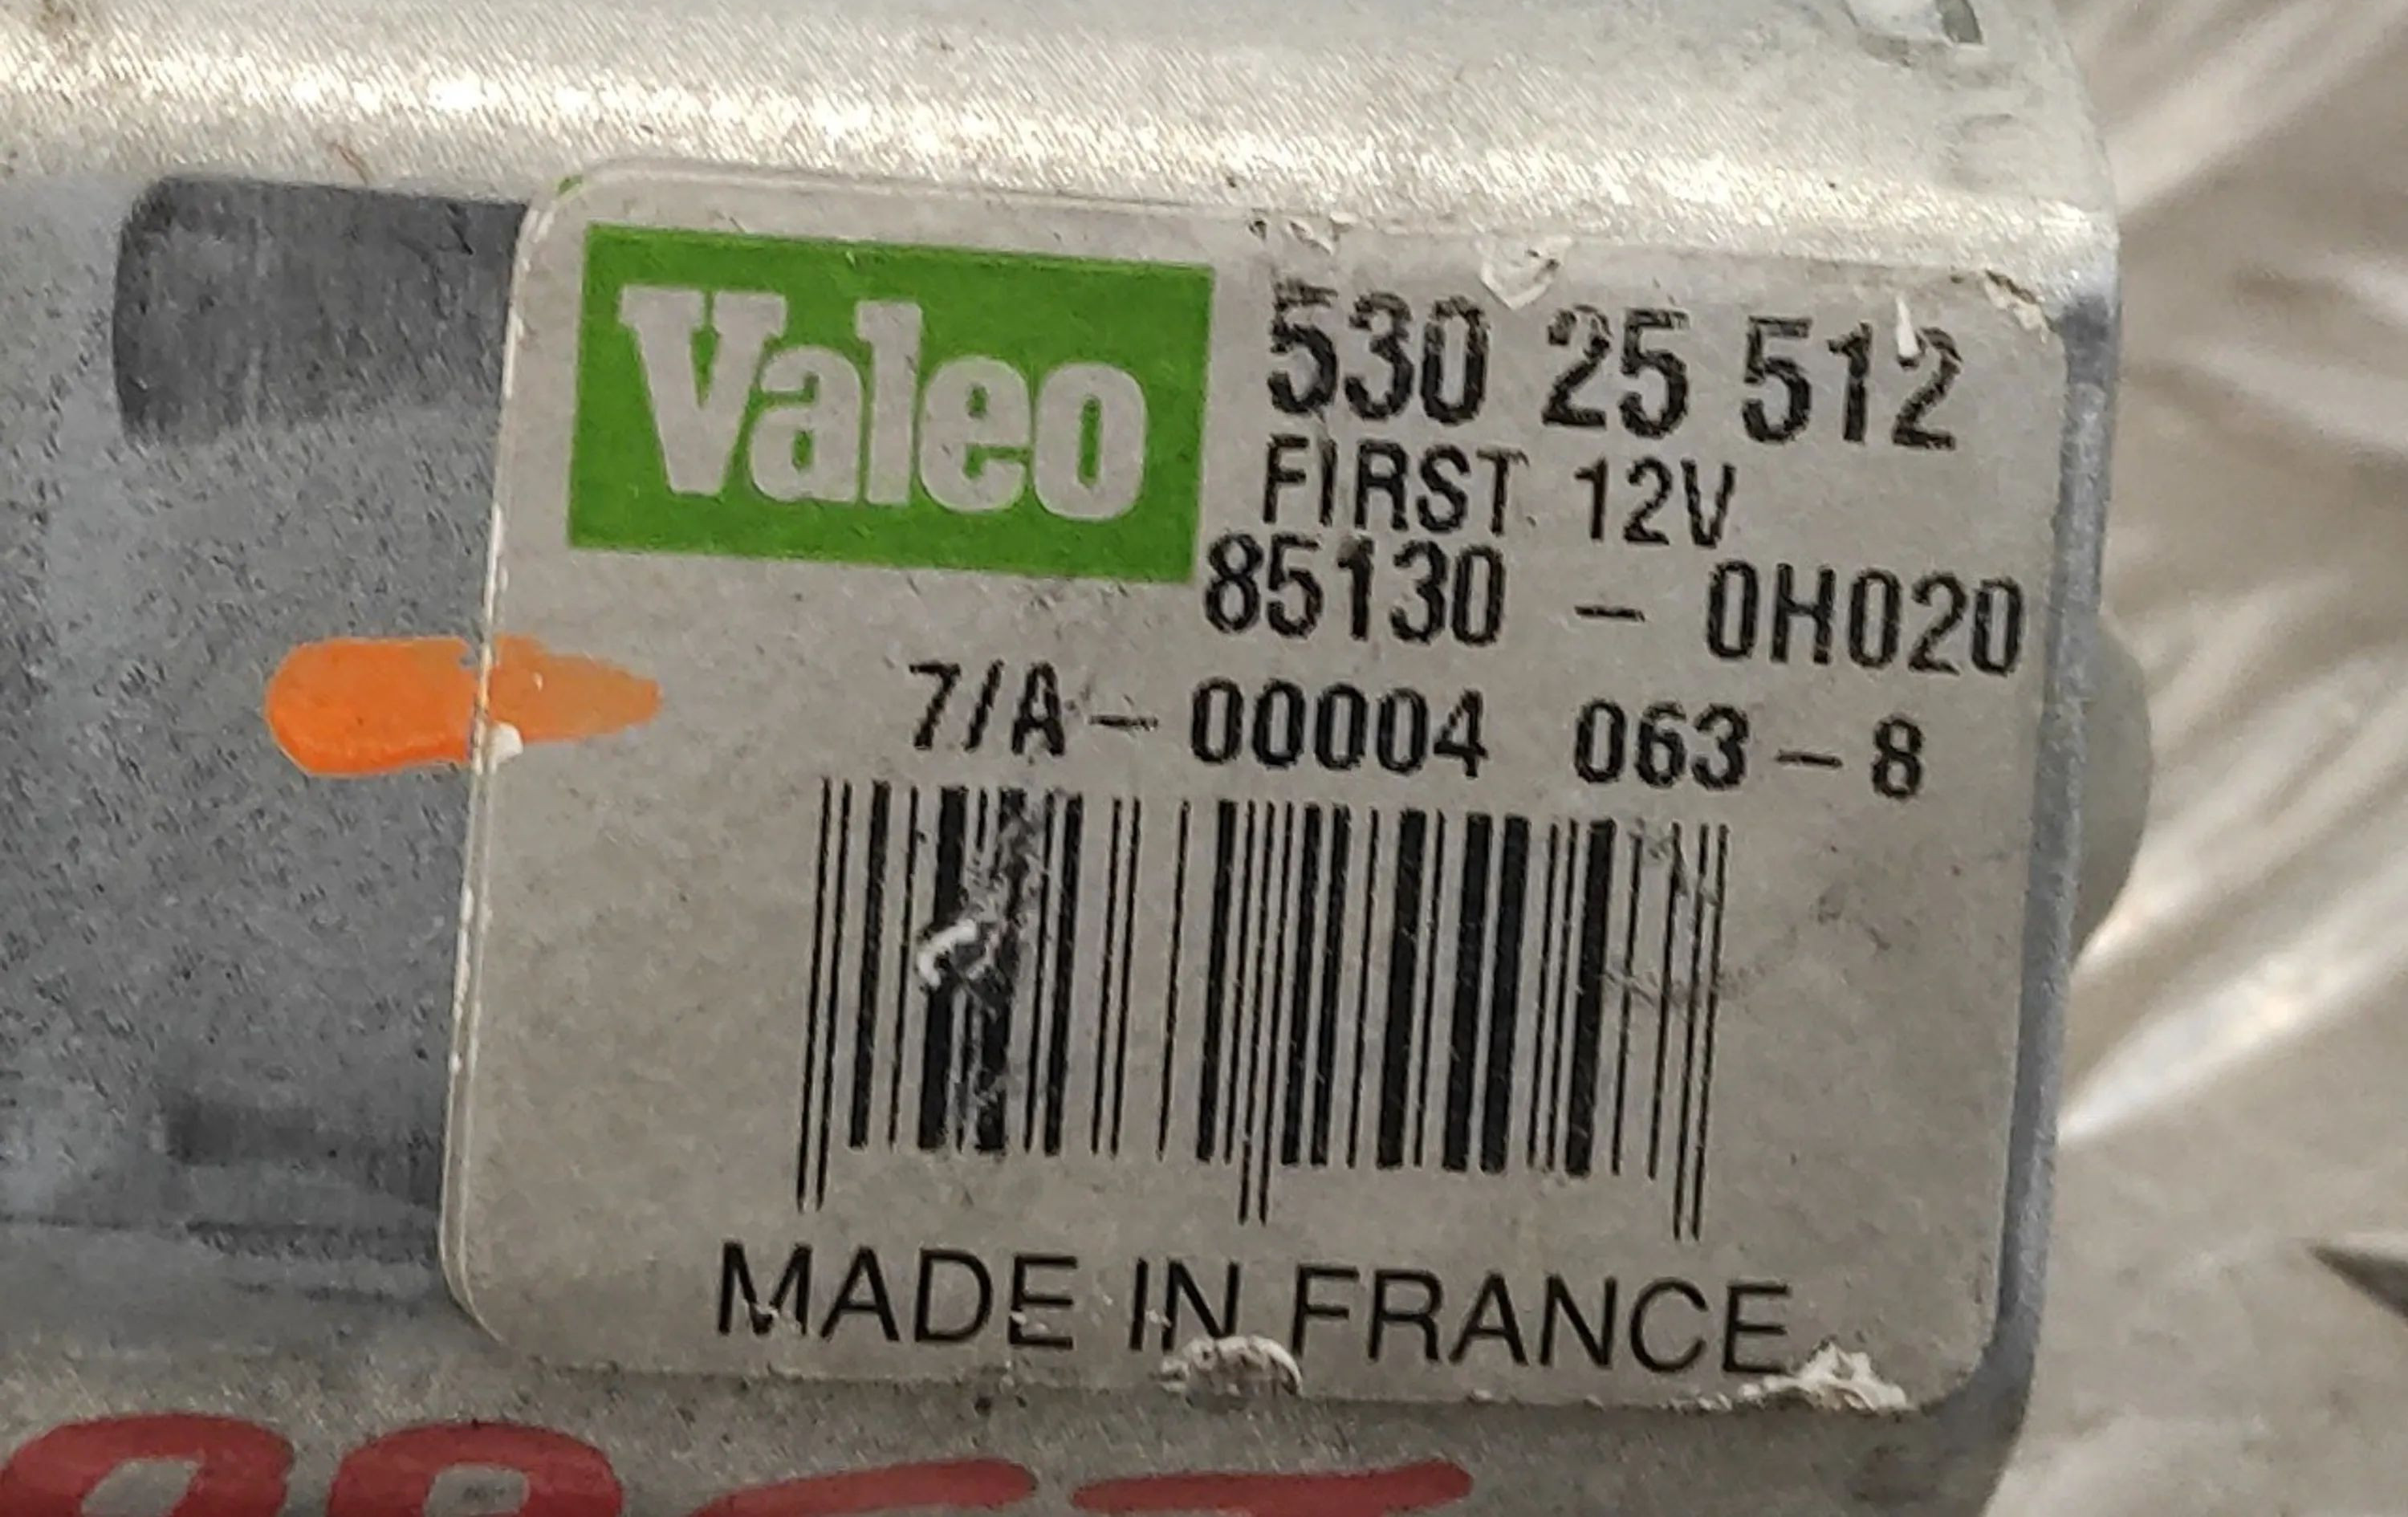 Valeo
530 25 512
FIRST 12V
85130 - 0H020
7/A - 00004 063 - 8
MADE IN FRANCE